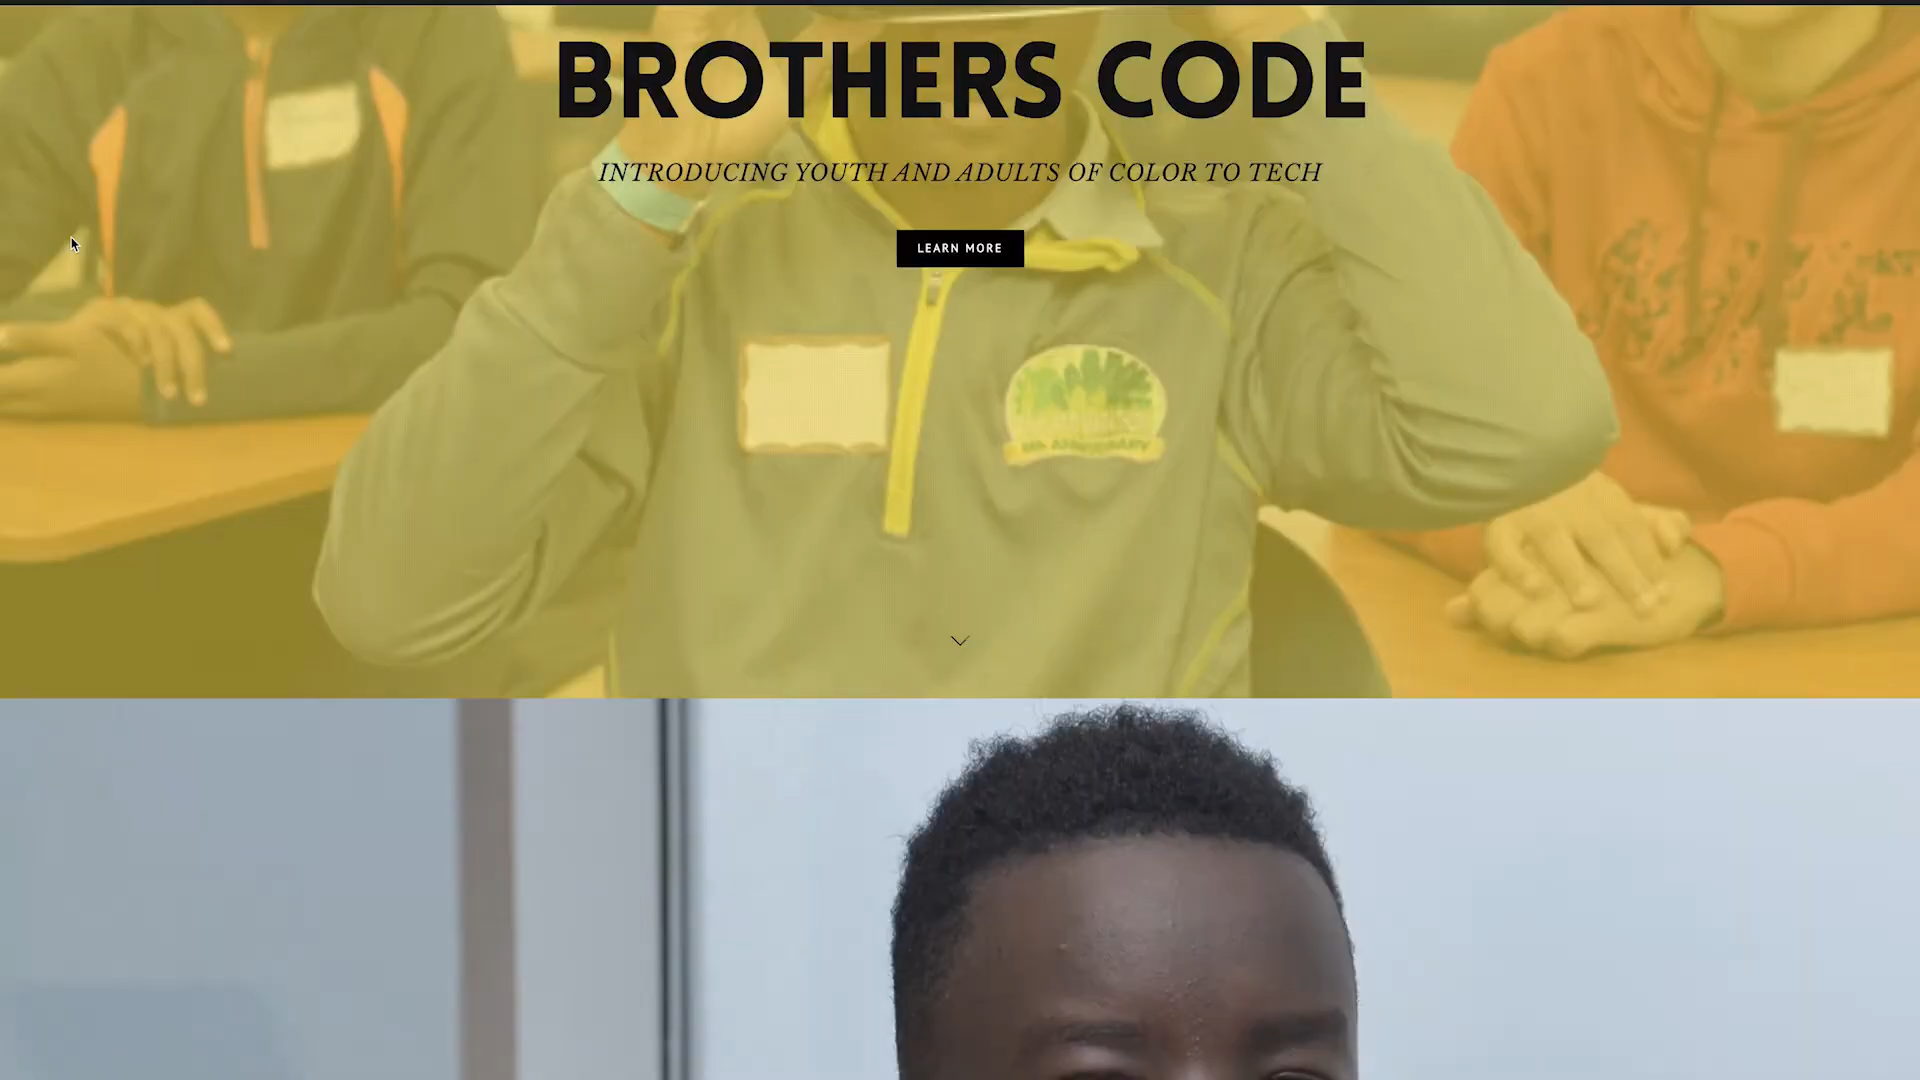 BROTHERS CODE
INTRODUCING YOUTH AND ADULTS OF COLOR TO TECH
LEARN MORE